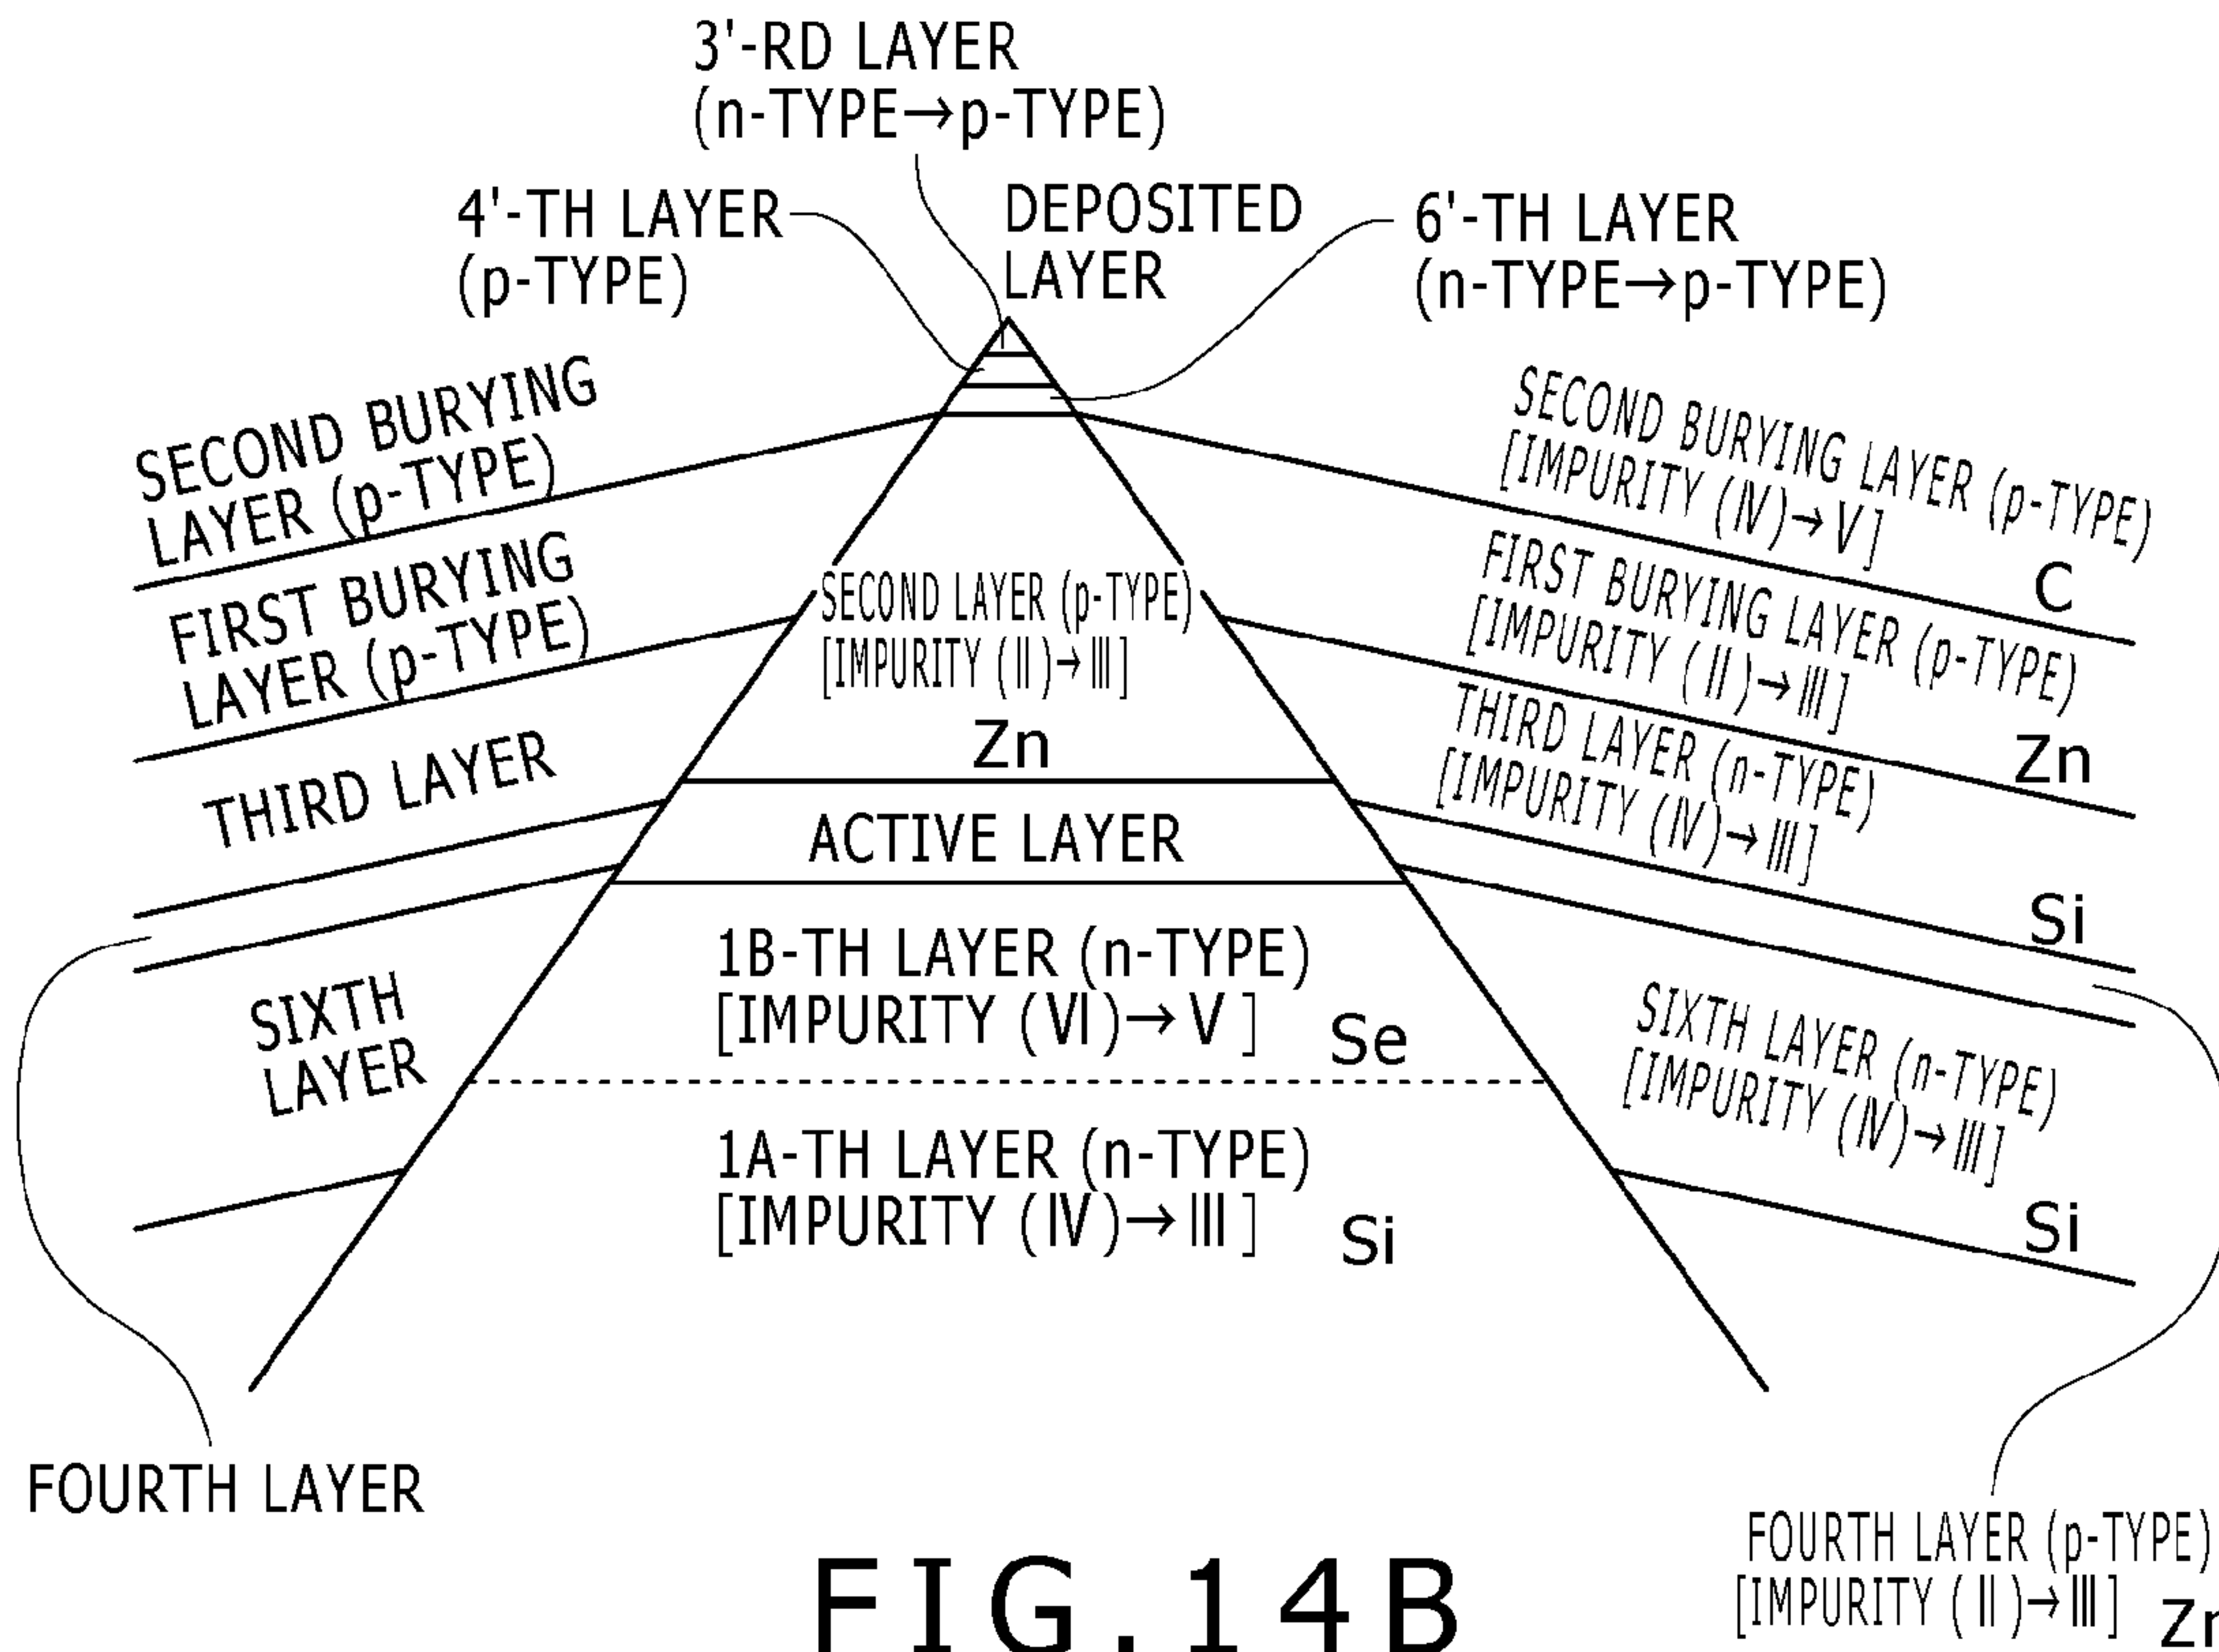 3'-RD LAYER
(n-TYPE→p-TYPE)
4'-TH LAYER
(p-TYPE)
DEPOSITED
LAYER
6'-TH LAYER
(n-TYPE→p-TYPE)
SECOND BURYING
LAYER (p-TYPE)
FIRST BURYING
LAYER (p-TYPE)
THIRD LAYER
SIXTH
LAYER
FOURTH LAYER
SECOND LAYER (p-TYPE)
[IMPURITY (Ⅱ)→Ⅲ]
Zn
ACTIVE LAYER
1B-TH LAYER (n-TYPE)
[IMPURITY (Ⅵ)→Ⅴ]
Se
1A-TH LAYER (n-TYPE)
[IMPURITY (Ⅳ)→Ⅲ]
Si
SECOND BURYING LAYER (p-TYPE)
[IMPURITY (Ⅳ)→Ⅴ]
C
FIRST BURYING LAYER (p-TYPE)
[IMPURITY (Ⅱ)→Ⅲ]
Zn
THIRD LAYER (n-TYPE)
[IMPURITY (Ⅳ)→Ⅲ]
Si
SIXTH LAYER (n-TYPE)
[IMPURITY (Ⅳ)→Ⅲ]
Si
FOURTH LAYER (p-TYPE)
[IMPURITY (Ⅱ)→Ⅲ]
Zn
FIG.14B